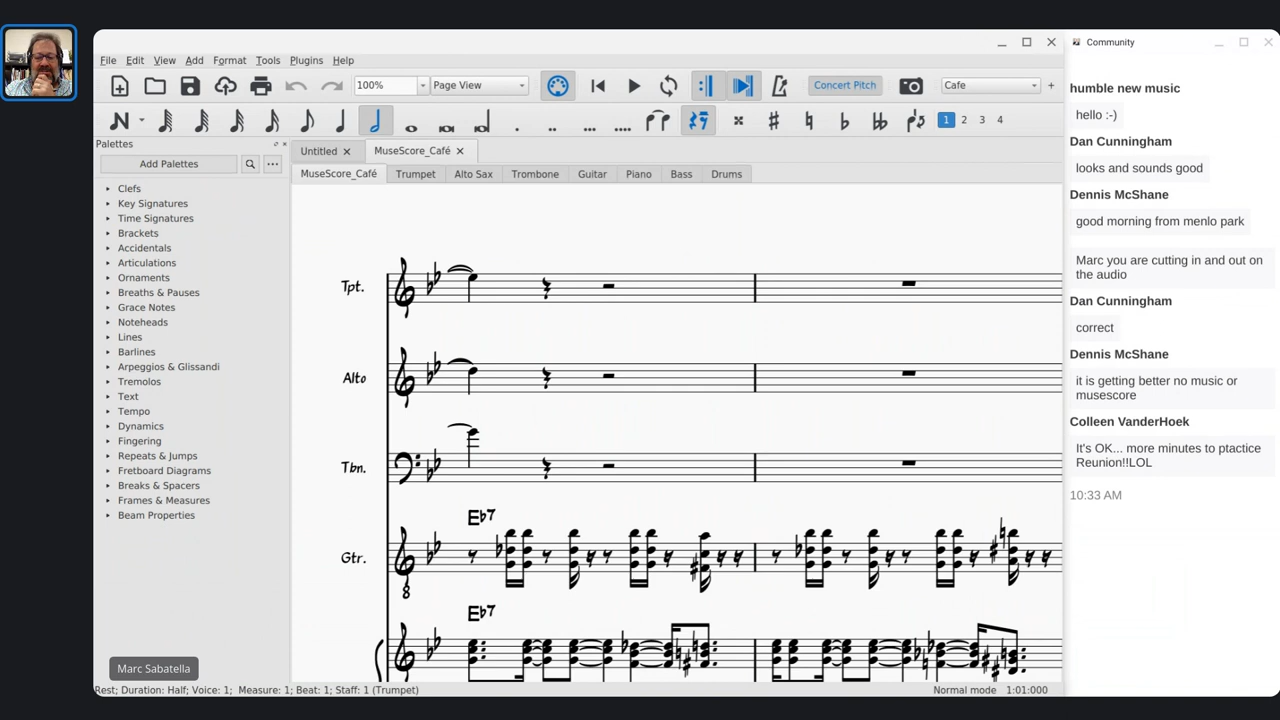 Community
File Edit View Add Format Tools Plugins Help
100% Page View Concert Pitch Cafe +
1 2 3 4
Palettes
Untitled MuseScore_Café
Add Palettes
MuseScore_Café Trumpet Alto Sax Trombone Guitar Piano Bass Drums
Clefs
Key Signatures
Time Signatures
Brackets
Accidentals
Articulations
Ornaments
Breaths & Pauses
Grace Notes
Noteheads
Lines
Barlines
Arpeggios & Glissandi
Tremolos
Text
Tempo
Dynamics
Fingering
Repeats & Jumps
Fretboard Diagrams
Breaks & Spacers
Frames & Measures
Beam Properties
Tpt.
Alto
Tbn.
E♭7
Gtr.
8
E♭7
Marc Sabatella
Rest; Duration: Half; Voice: 1; Measure: 1; Beat: 1; Staff: 1 (Trumpet)
Normal mode 1:01:000
humble new music
hello :-)
Dan Cunningham
looks and sounds good
Dennis McShane
good morning from menlo park
Marc you are cutting in and out on
the audio
Dan Cunningham
correct
Dennis McShane
it is getting better no music or
musescore
Colleen VanderHoek
It's OK... more minutes to ptactice
Reunion!!LOL
10:33 AM